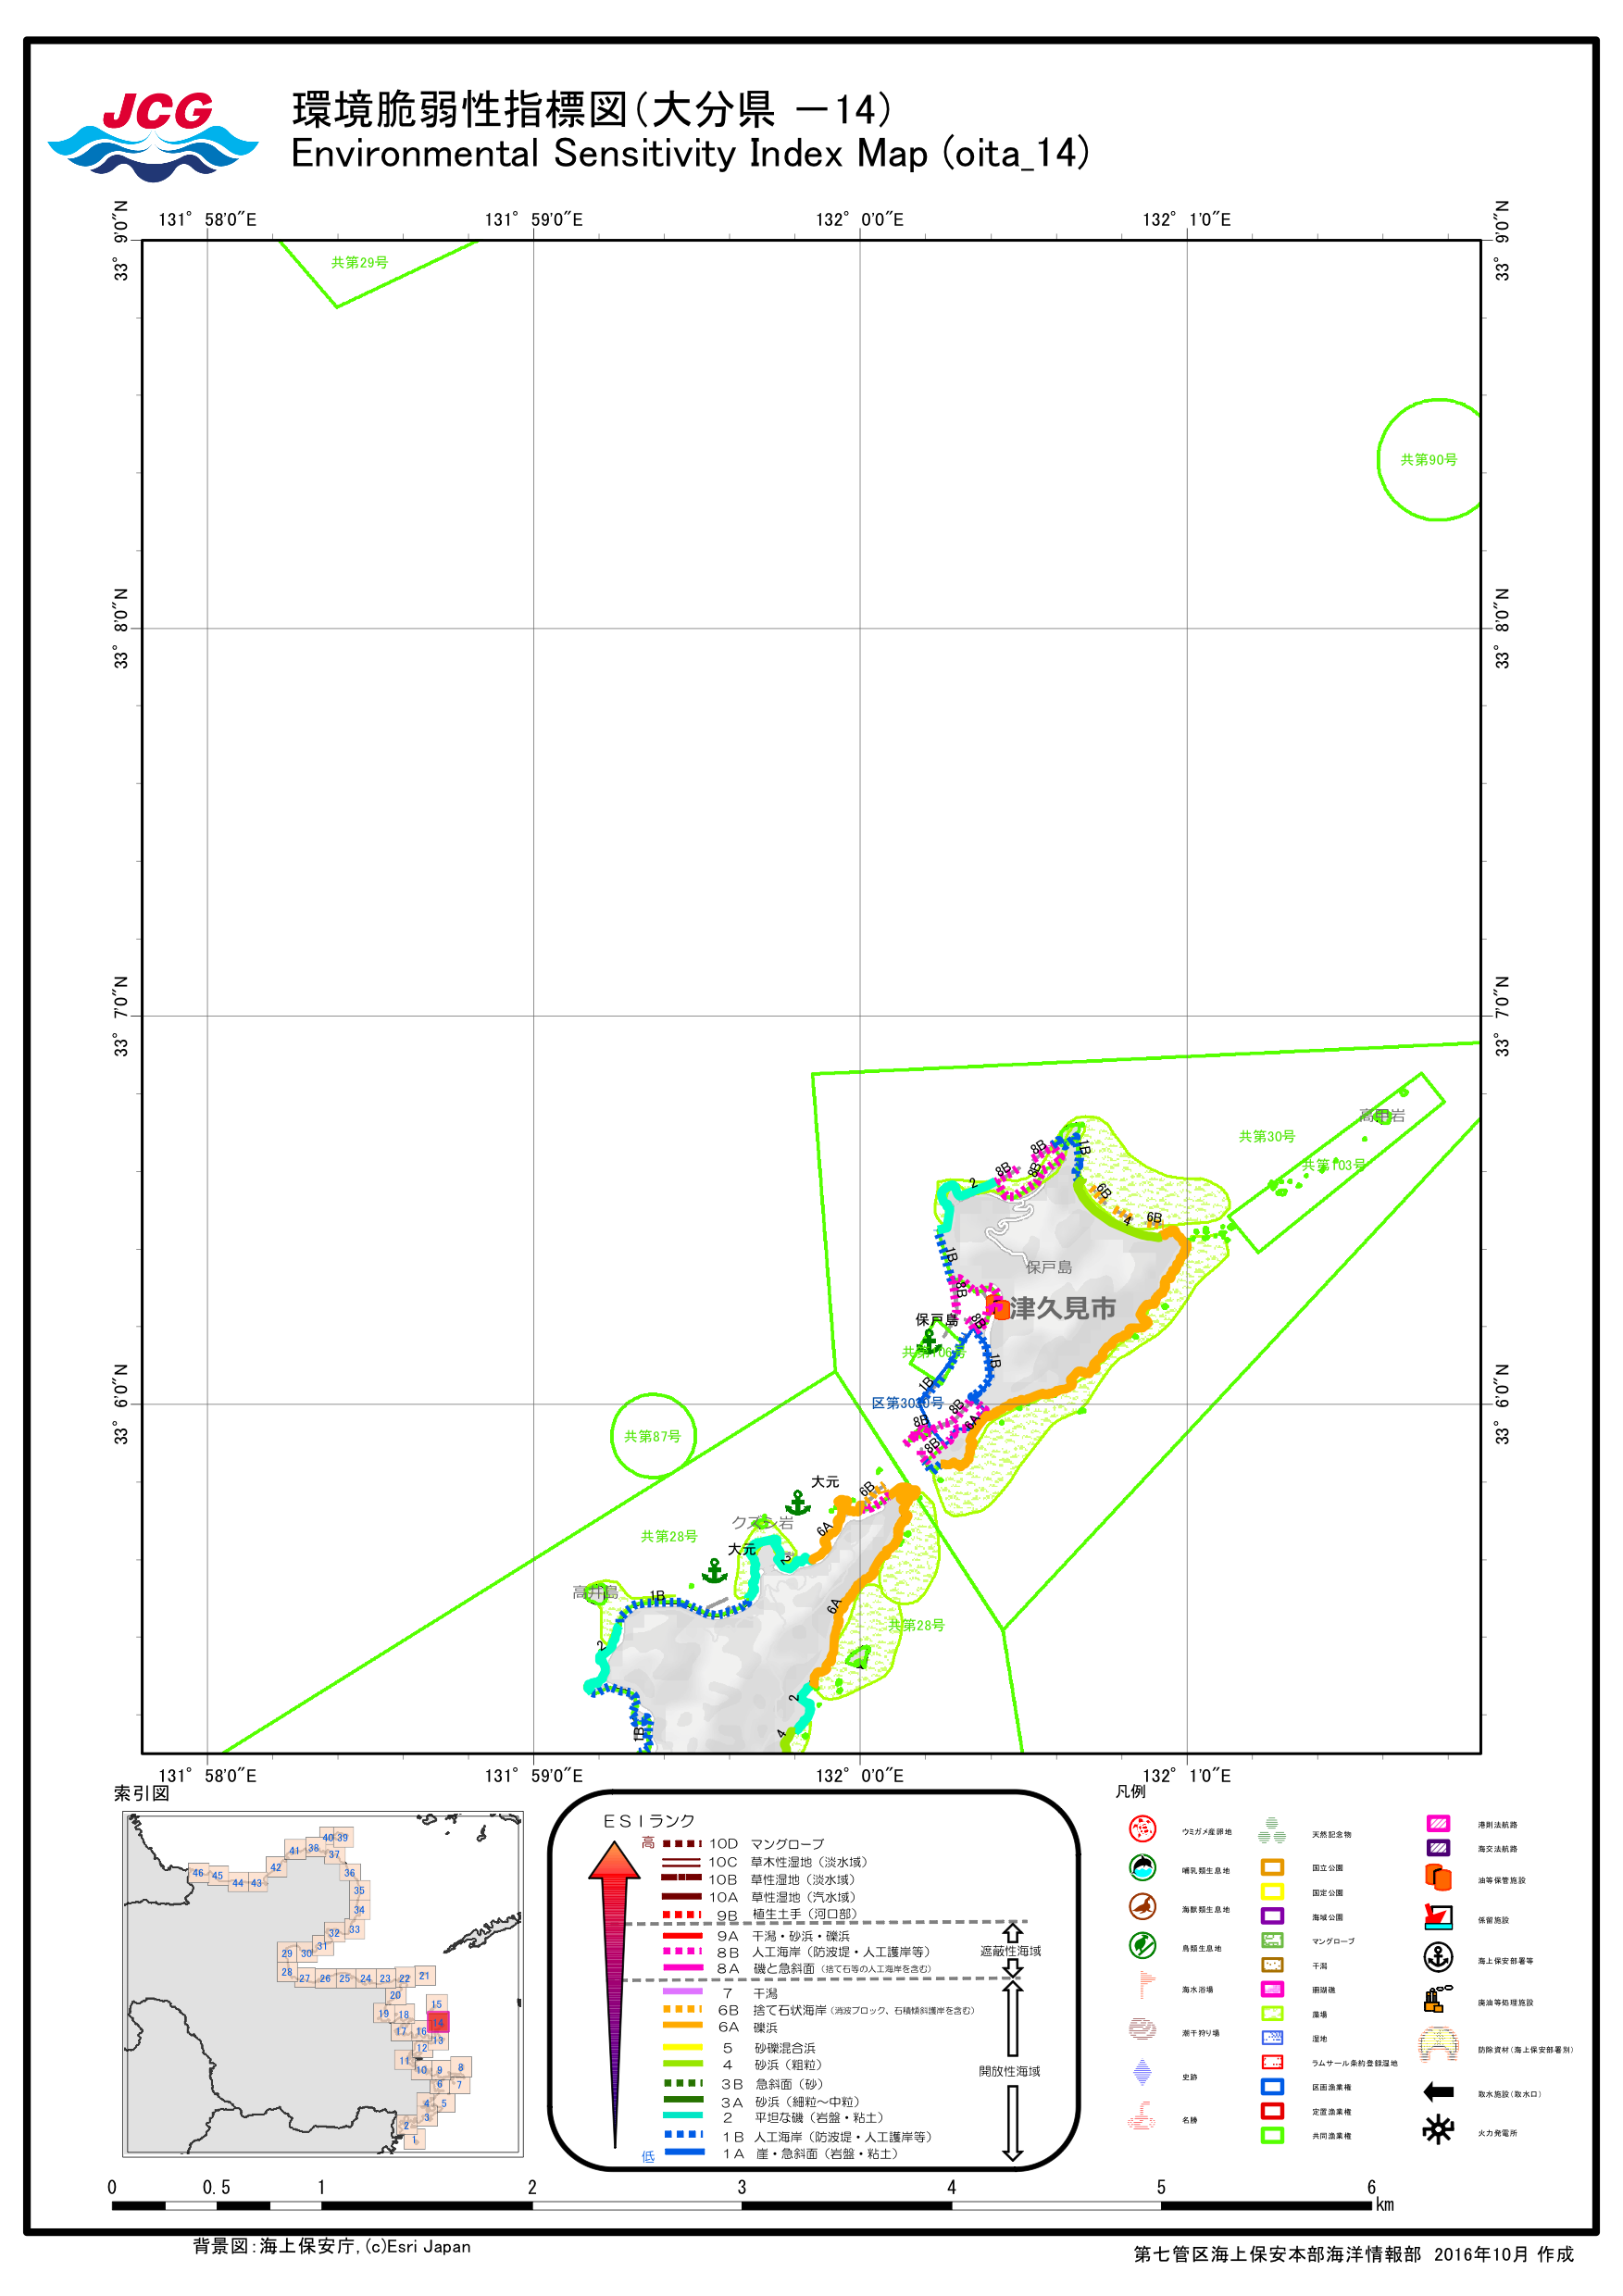 JCG
環境脆弱性指標図(大分県 −14)
Environmental Sensitivity Index Map (oita_14)
131° 58'0"E
131° 59'0"E
132° 0'0"E
132° 1'0"E
33° 9'0"N
33° 9'0"N
共第29号
共第90号
33° 8'0"N
33° 8'0"N
33° 7'0"N
33° 7'0"N
高甲岩
共第30号
共第103号
8B
8B
8B
1B
2
6B
4
6B
1B
保戸島
8B
津久見市
保戸島
8B
共第106号
1B
1B
区第3030号
8B
8B
6A
8B
33° 6'0"N
33° 6'0"N
共第87号
大元
6B
クズシ岩
6A
共第28号
大元
2
高井島
1B
6A
共第28号
2
2
4
1B
131° 58'0"E
131° 59'0"E
132° 0'0"E
132° 1'0"E
索引図
40 39
41 38 37
46 45 44 43 42 36
35
34
33
32
31
30
29
28
27 26 25 24 23 22 21
20
19 18
15
14
17 16
13
12
11
10 9 8
6 7
4 5
3
2
1
ESIランク
高
10D マングローブ
10C 草木性湿地(淡水域)
10B 草性湿地(淡水域)
10A 草性湿地(汽水域)
9B 植生土手(河口部)
9A 干潟・砂浜・礫浜
8B 人工海岸(防波堤・人工護岸等)
8A 磯と急斜面(捨て石等の人工海岸を含む)
7 干潟
6B 捨て石状海岸(消波ブロック、石積傾斜護岸を含む)
6A 礫浜
5 砂礫混合浜
4 砂浜(粗粒)
3B 急斜面(砂)
3A 砂浜(細粒~中粒)
2 平坦な磯(岩盤・粘土)
1B 人工海岸(防波堤・人工護岸等)
1A 崖・急斜面(岩盤・粘土)
低
遮蔽性海域
開放性海域
凡例
ウミガメ産卵地
哺乳類生息地
海獣類生息地
鳥類生息地
海水浴場
潮干狩り場
史跡
名勝
天然記念物
国立公園
国定公園
海域公園
マングローブ
干潟
珊瑚礁
藻場
湿地
ラムサール条約登録湿地
区画漁業権
定置漁業権
共同漁業権
港則法航路
海交法航路
油等保管施設
保留施設
海上保安部署等
廃油等処理施設
防除資材(海上保安部署別)
取水施設(取水口)
火力発電所
0 0.5 1 2 3 4 5 6
km
背景図:海上保安庁, (c)Esri Japan
第七管区海上保安本部海洋情報部 2016年10月 作成